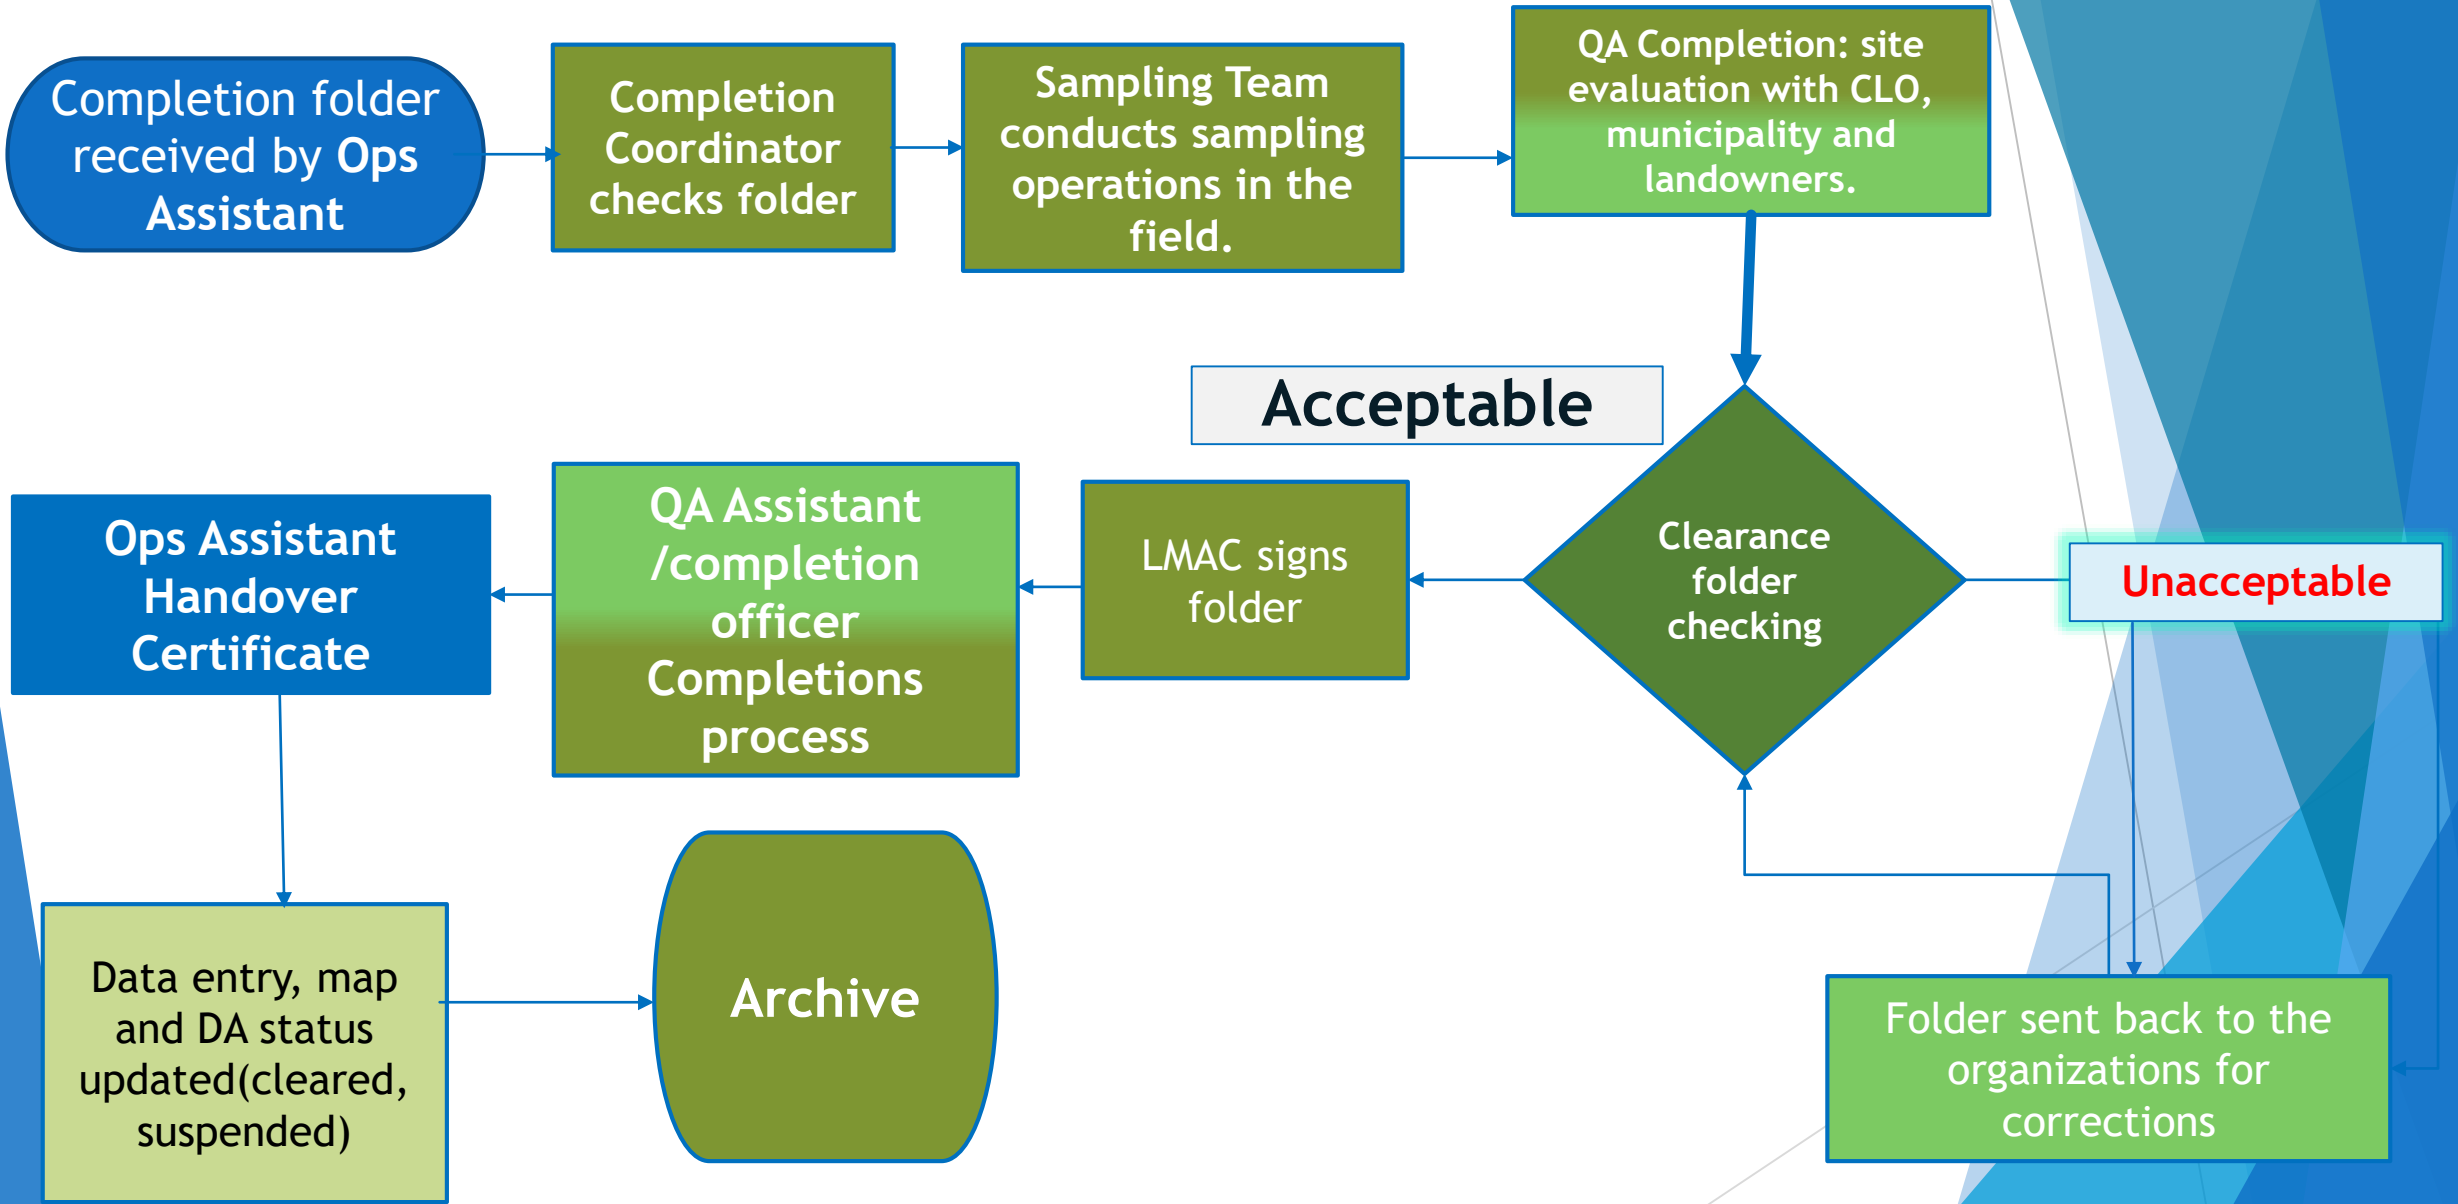 Completion folder
received by Ops
Assistant
Completion
Coordinator
checks folder
Sampling Team
conducts sampling
operations in the
field.
QA Completion: site
evaluation with CLO,
municipality and
landowners.
Acceptable
Clearance
folder
checking
Unacceptable
LMAC signs
folder
QA Assistant
/completion
officer
Completions
process
Ops Assistant
Handover
Certificate
Data entry, map
and DA status
updated(cleared,
suspended)
Archive
Folder sent back to the
organizations for
corrections